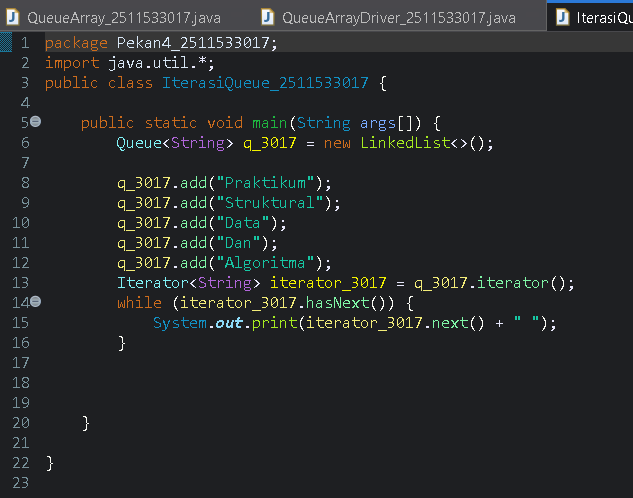 QueueArray_2511533017.java QueueArrayDriver_2511533017.java IterasiQu
1 package Pekan4_2511533017;
2 import java.util.*;
3 public class IterasiQueue_2511533017 {
4
5 public static void main(String args[]) {
6 Queue<String> q_3017 = new LinkedList<>();
7
8 q_3017.add("Praktikum");
9 q_3017.add("Struktural");
10 q_3017.add("Data");
11 q_3017.add("Dan");
12 q_3017.add("Algoritma");
13 Iterator<String> iterator_3017 = q_3017.iterator();
14 while (iterator_3017.hasNext()) {
15 System.out.print(iterator_3017.next() + " ");
16 }
17
18
19
20 }
21
22 }
23